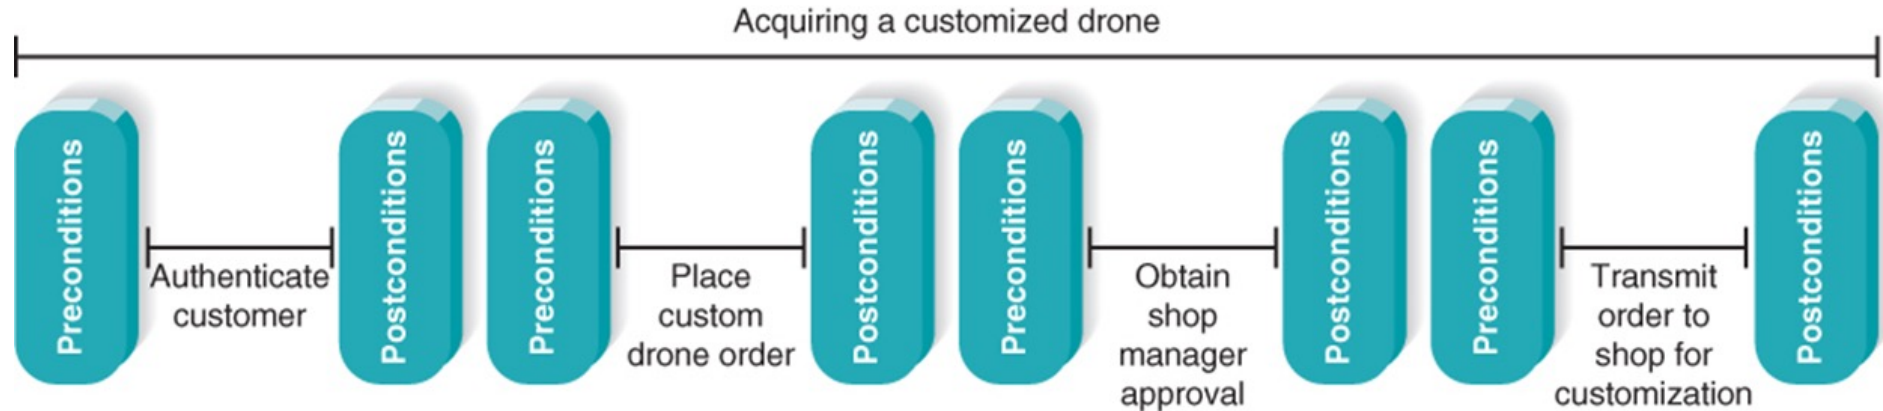 Acquiring a customized drone
Preconditions
Authenticate
customer
Postconditions
Preconditions
Place
custom
drone order
Postconditions
Preconditions
Obtain
shop
manager
approval
Postconditions
Preconditions
Transmit
order to
shop for
customization
Postconditions